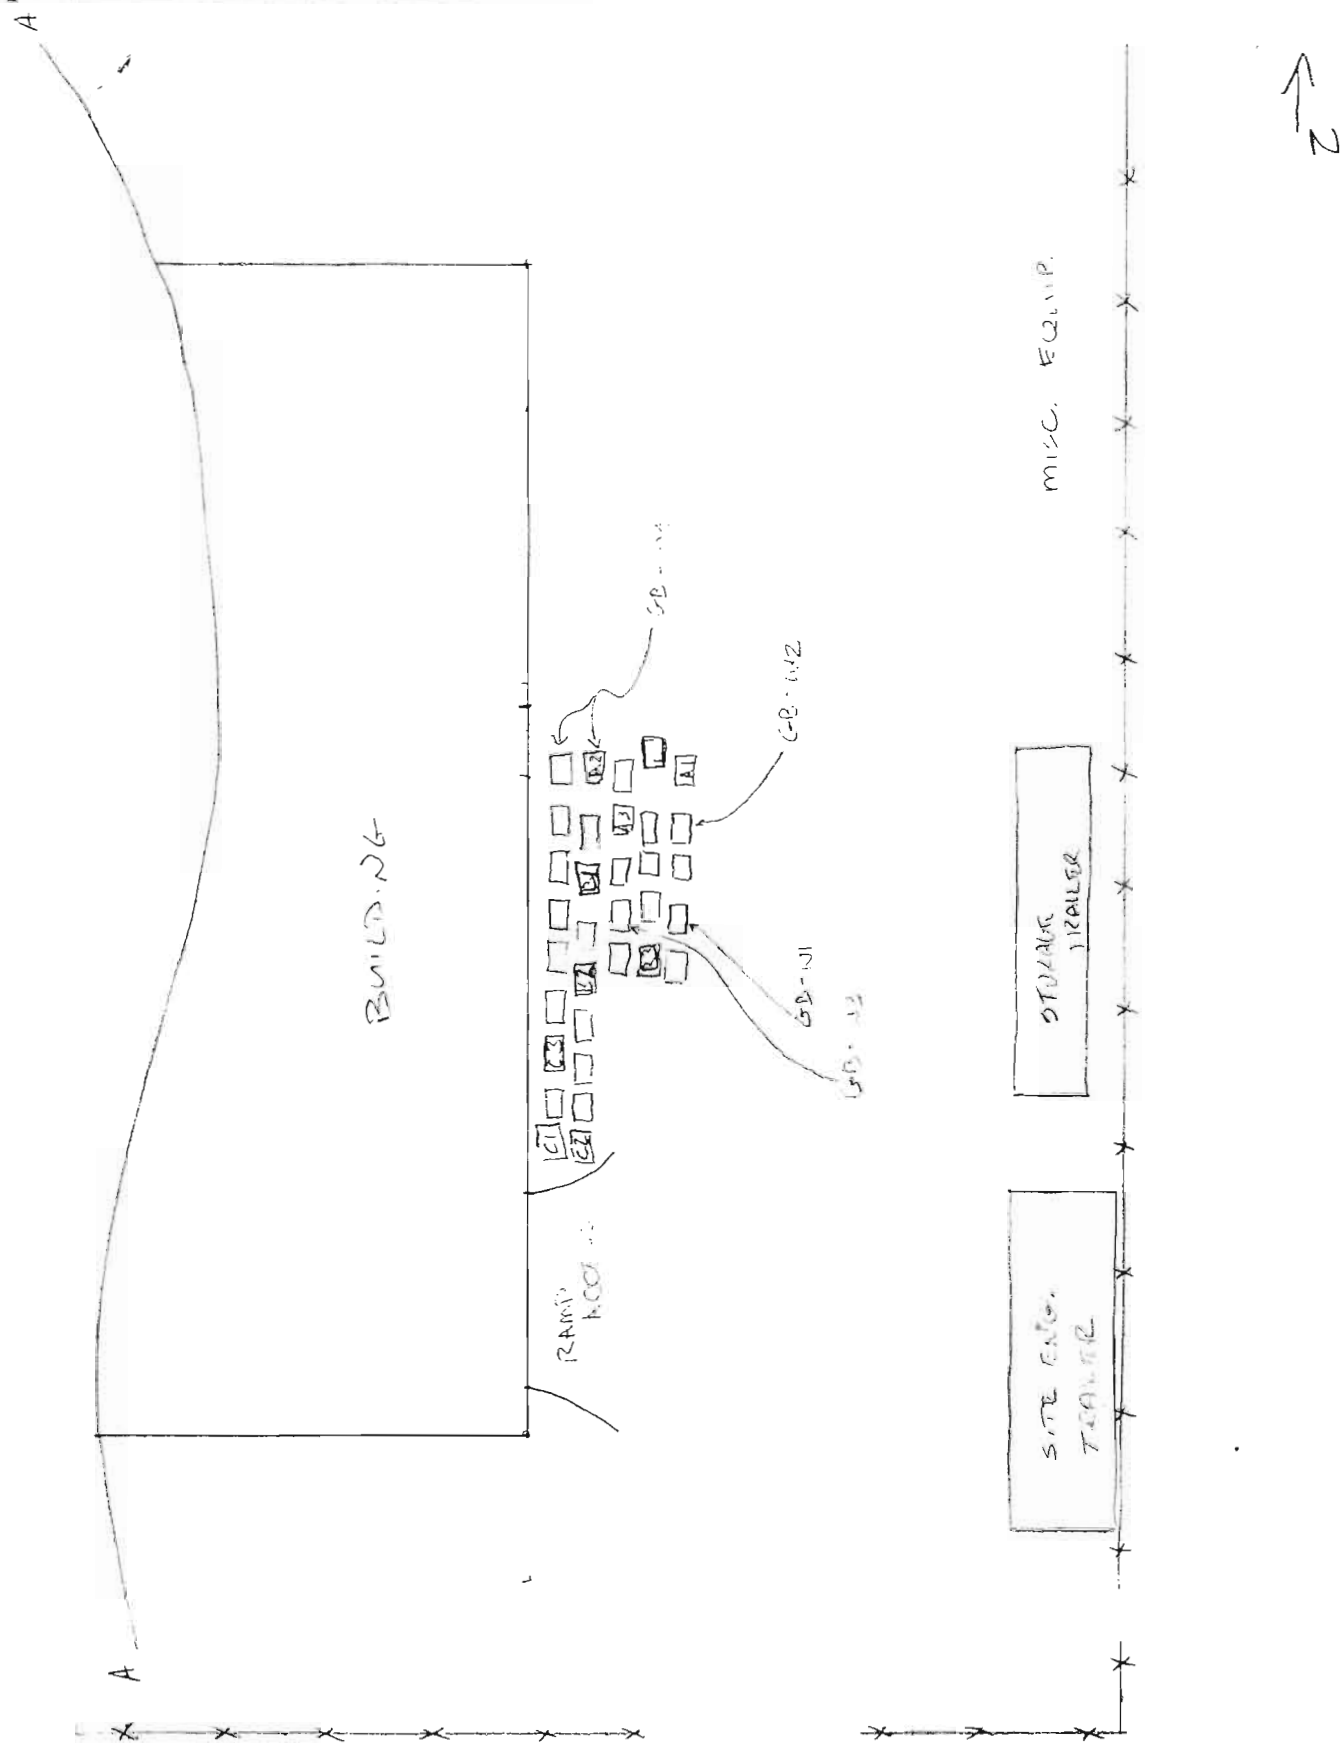 A
N
BUILDING
MISC. EQUIP.
GB-W2
A2
A1
C3
C1
C2
GB-W1
STORAGE
TRAILER
RAMP
SITE ENG.
TRAILER
A